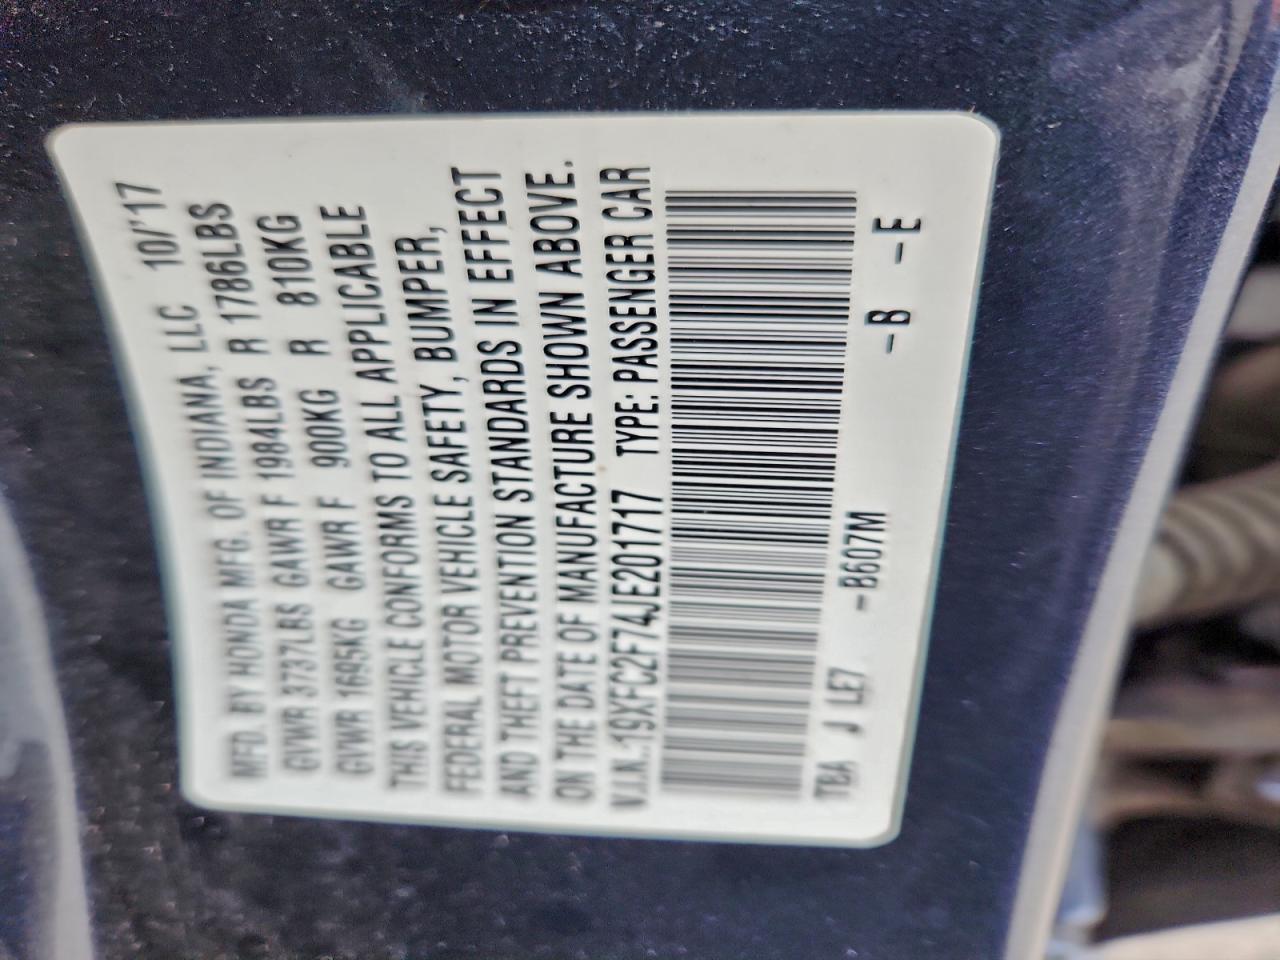 MFD. BY HONDA MFG. OF INDIANA, LLC 10/'17
GVWR 3737LBS GAWR F 1984LBS R 1786LBS
GVWR 1695KG GAWR F 900KG R 810KG
THIS VEHICLE CONFORMS TO ALL APPLICABLE
FEDERAL MOTOR VEHICLE SAFETY, BUMPER,
AND THEFT PREVENTION STANDARDS IN EFFECT
ON THE DATE OF MANUFACTURE SHOWN ABOVE.
V.I.N.:19XFC2F74JE201717 TYPE: PASSENGER CAR
TBA J LE7 -B607M -B -E